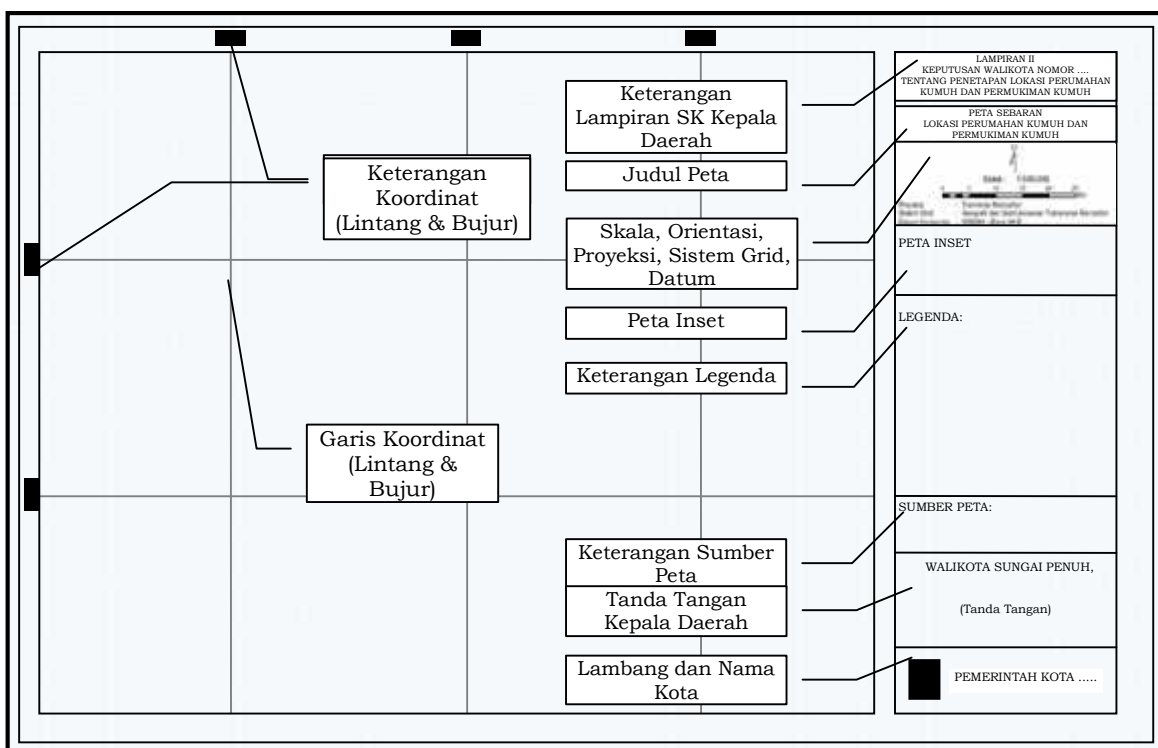 Keterangan
Lampiran SK Kepala
Daerah
Judul Peta
Keterangan
Koordinat
(Lintang & Bujur)
Skala, Orientasi,
Proyeksi, Sistem Grid,
Datum
Peta Inset
Keterangan Legenda
Garis Koordinat
(Lintang &
Bujur)
Keterangan Sumber
Peta
Tanda Tangan
Kepala Daerah
Lambang dan Nama
Kota
LAMPIRAN II
KEPUTUSAN WALIKOTA NOMOR ....
TENTANG PENETAPAN LOKASI PERUMAHAN
KUMUH DAN PERMUKIMAN KUMUH
PETA SEBARAN
LOKASI PERUMAHAN KUMUH DAN
PERMUKIMAN KUMUH
PETA INSET
LEGENDA:
SUMBER PETA:
WALIKOTA SUNGAI PENUH,
(Tanda Tangan)
PEMERINTAH KOTA .....